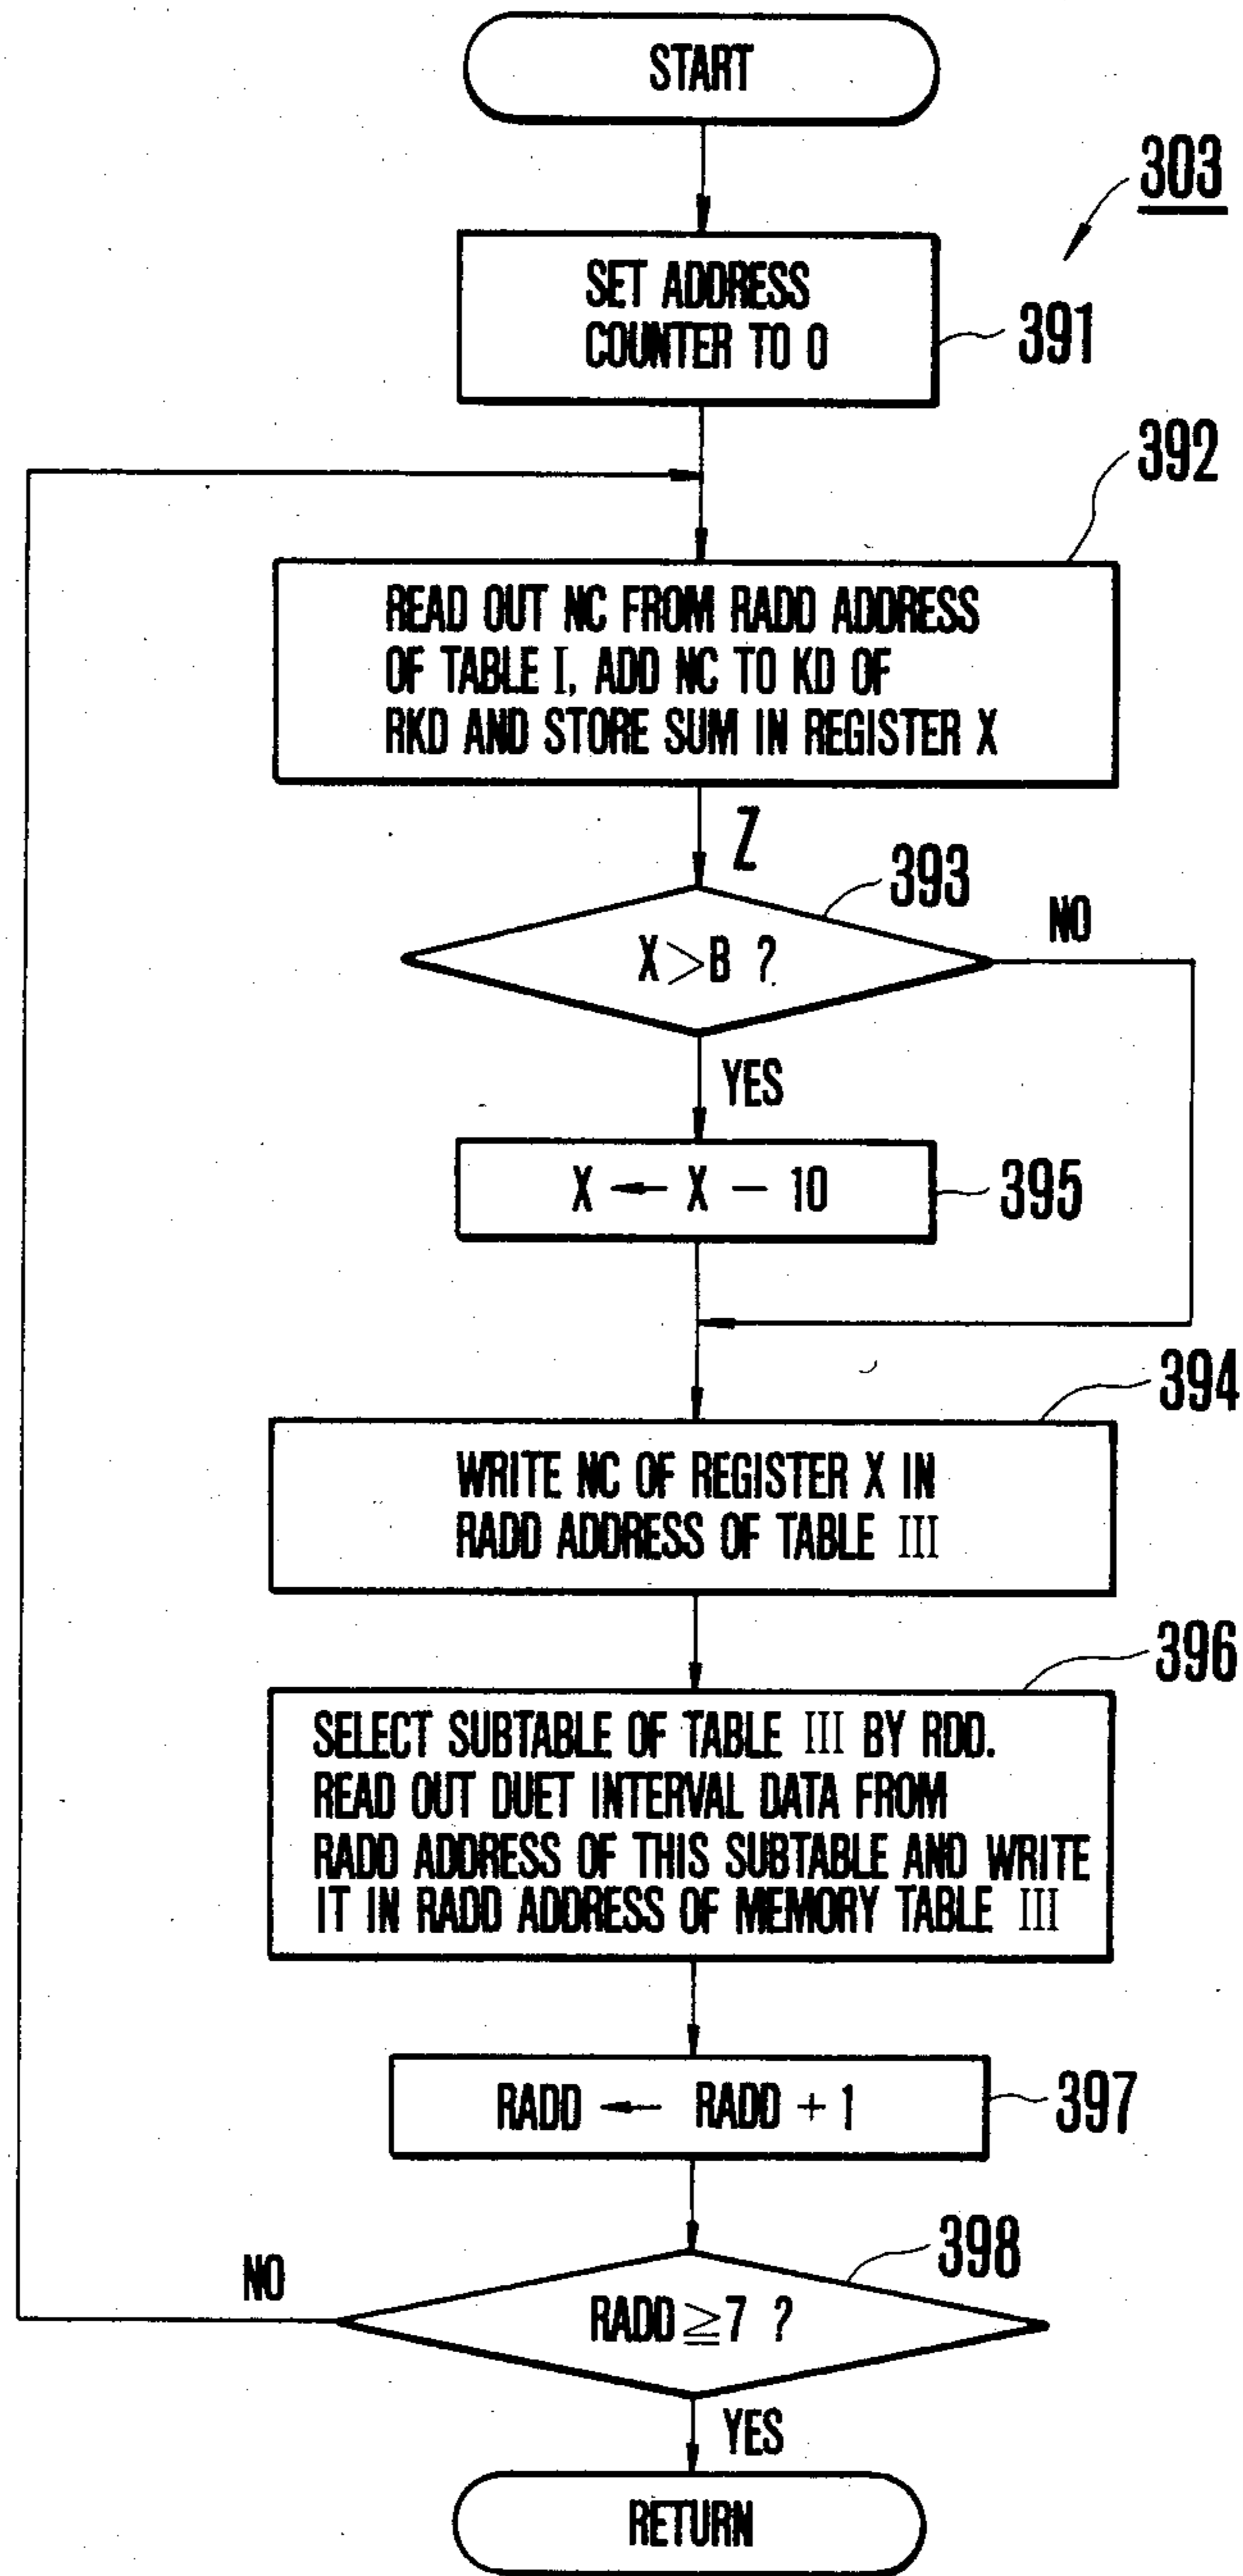 START
303
SET ADDRESS
COUNTER TO 0
391
392
READ OUT NC FROM RADD ADDRESS
OF TABLE I, ADD NC TO KD OF
RKD AND STORE SUM IN REGISTER X
Z
393
X>B ?
NO
YES
X ← X − 10
395
394
WRITE NC OF REGISTER X IN
RADD ADDRESS OF TABLE III
396
SELECT SUBTABLE OF TABLE III BY RDD.
READ OUT DUET INTERVAL DATA FROM
RADD ADDRESS OF THIS SUBTABLE AND WRITE
IT IN RADD ADDRESS OF MEMORY TABLE III
RADD ← RADD + 1
397
398
NO
RADD ≧ 7 ?
YES
RETURN